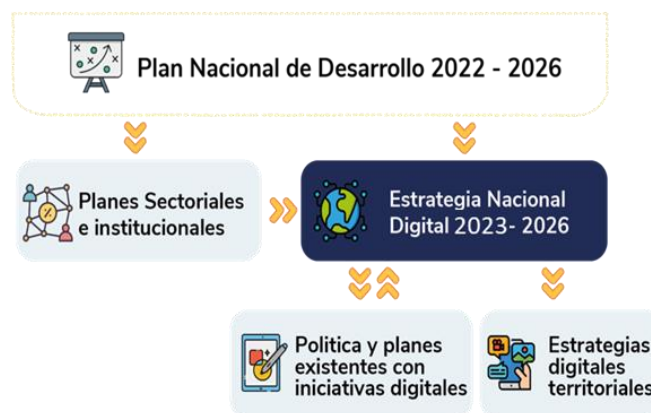 Plan Nacional de Desarrollo 2022 - 2026
Planes Sectoriales
e institucionales
Estrategia Nacional
Digital 2023- 2026
Politica y planes
existentes con
iniciativas digitales
Estrategias
digitales
territoriales